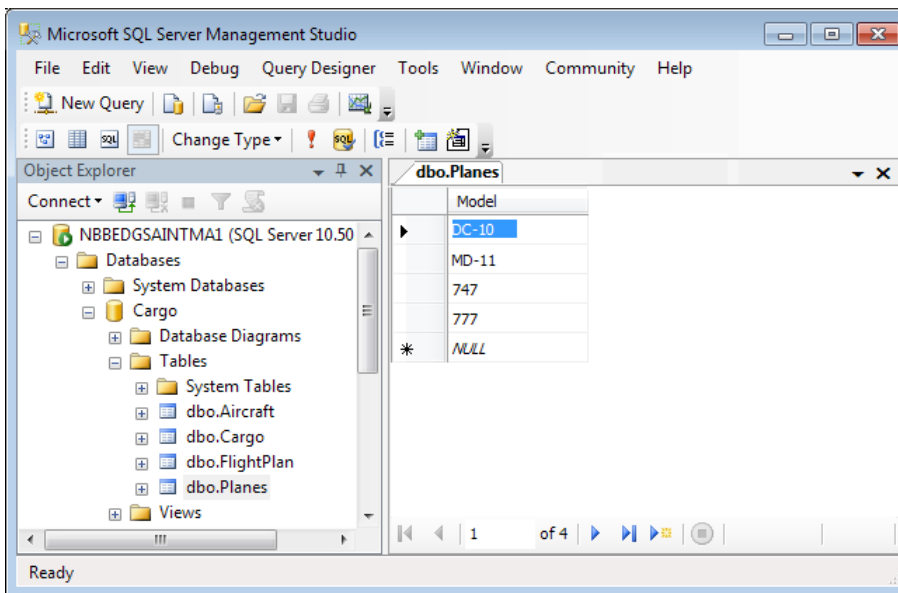 Microsoft SQL Server Management Studio
File Edit View Debug Query Designer Tools Window Community Help
New Query
SQL Change Type SQL
Object Explorer
dbo.Planes
Connect
Model
NBBEDGSAINTMA1 (SQL Server 10.50
DC-10
Databases
MD-11
System Databases
747
Cargo
777
Database Diagrams
NULL
Tables
System Tables
dbo.Aircraft
dbo.Cargo
dbo.FlightPlan
dbo.Planes
Views
1 of 4
Ready